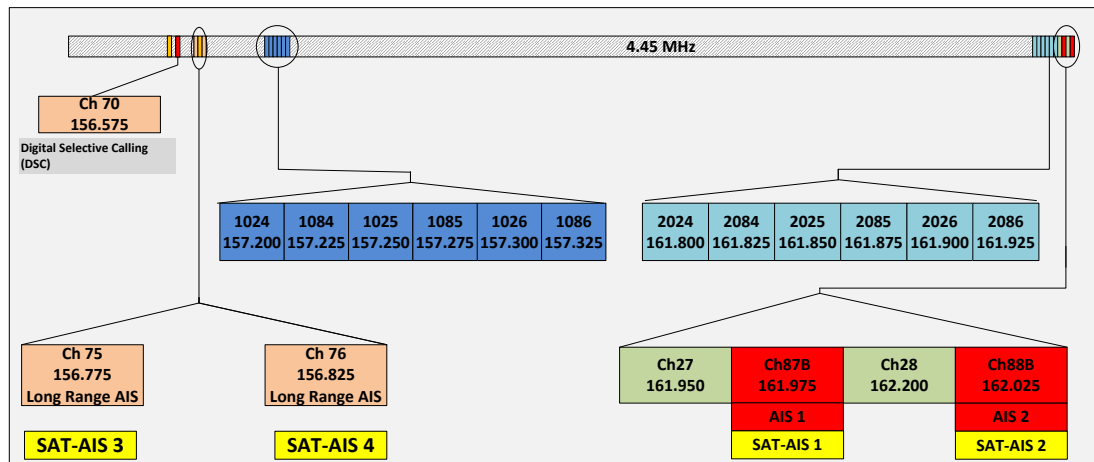 4.45 MHz
Ch 70
156.575
Digital Selective Calling
(DSC)
1024 1084 1025 1085 1026 1086
157.200 157.225 157.250 157.275 157.300 157.325
2024 2084 2025 2085 2026 2086
161.800 161.825 161.850 161.875 161.900 161.925
Ch 75
156.775
Long Range AIS
SAT-AIS 3
Ch 76
156.825
Long Range AIS
SAT-AIS 4
Ch27 Ch87B Ch28 Ch88B
161.950 161.975 162.200 162.025
AIS 1 AIS 2
SAT-AIS 1 SAT-AIS 2